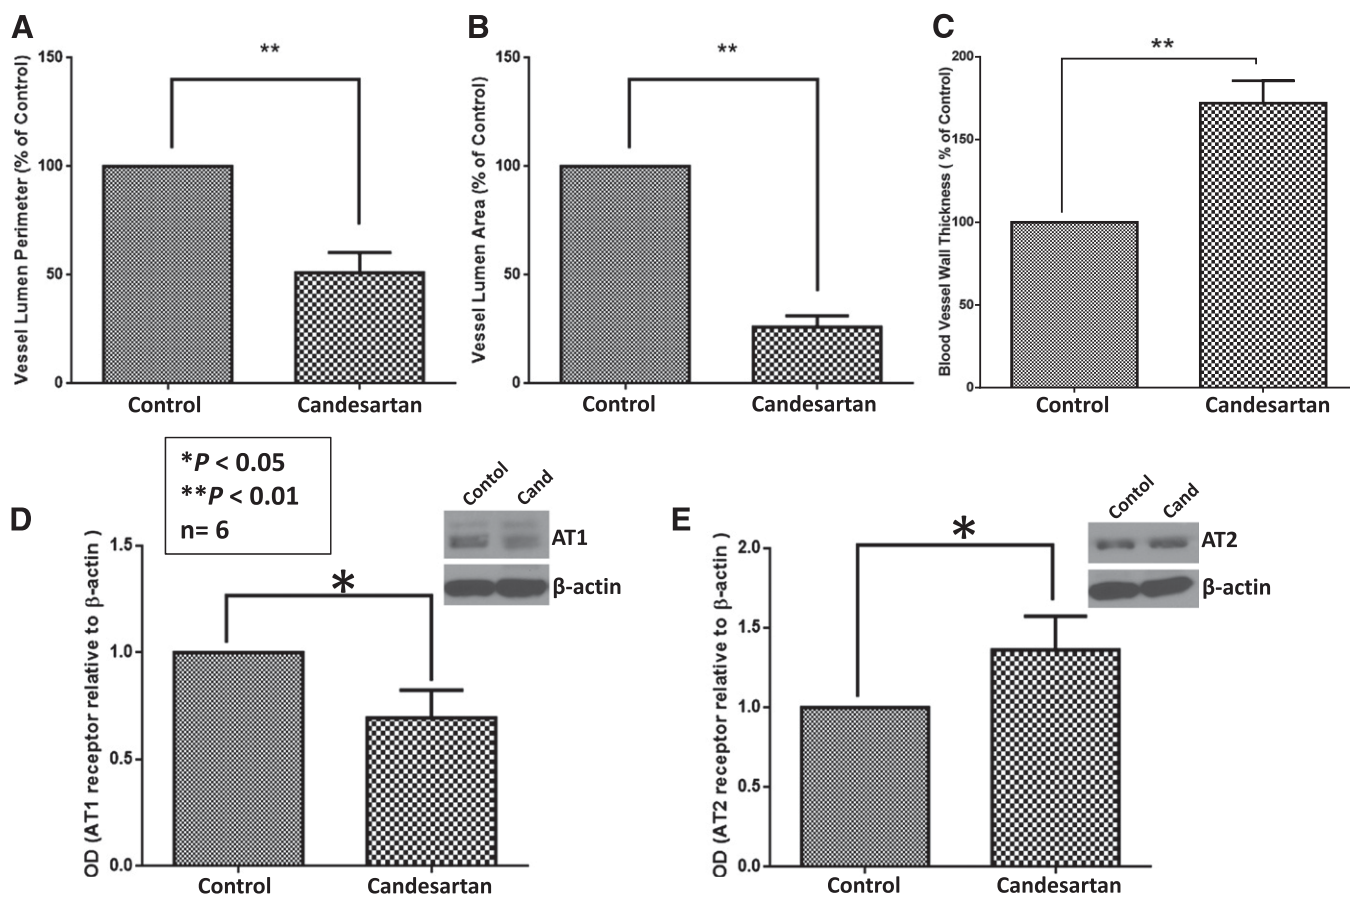 A
Vessel Lumen Perimeter (% of Control)
150
100
50
0
**
Control
Candesartan
B
Vessel Lumen Area (% of Control)
150
100
50
0
**
Control
Candesartan
C
Blood Vessel Wall Thickness ( % of Control)
200
150
100
50
0
**
Control
Candesartan
*P < 0.05
**P < 0.01
n= 6
D
OD (AT1 receptor relative to β-actin )
1.5
1.0
0.5
0.0
*
Control
Candesartan
Contol
Cand
AT1
β-actin
E
OD (AT2 receptor relative to β-actin )
2.0
1.5
1.0
0.5
0.0
*
Control
Candesartan
Contol
Cand
AT2
β-actin